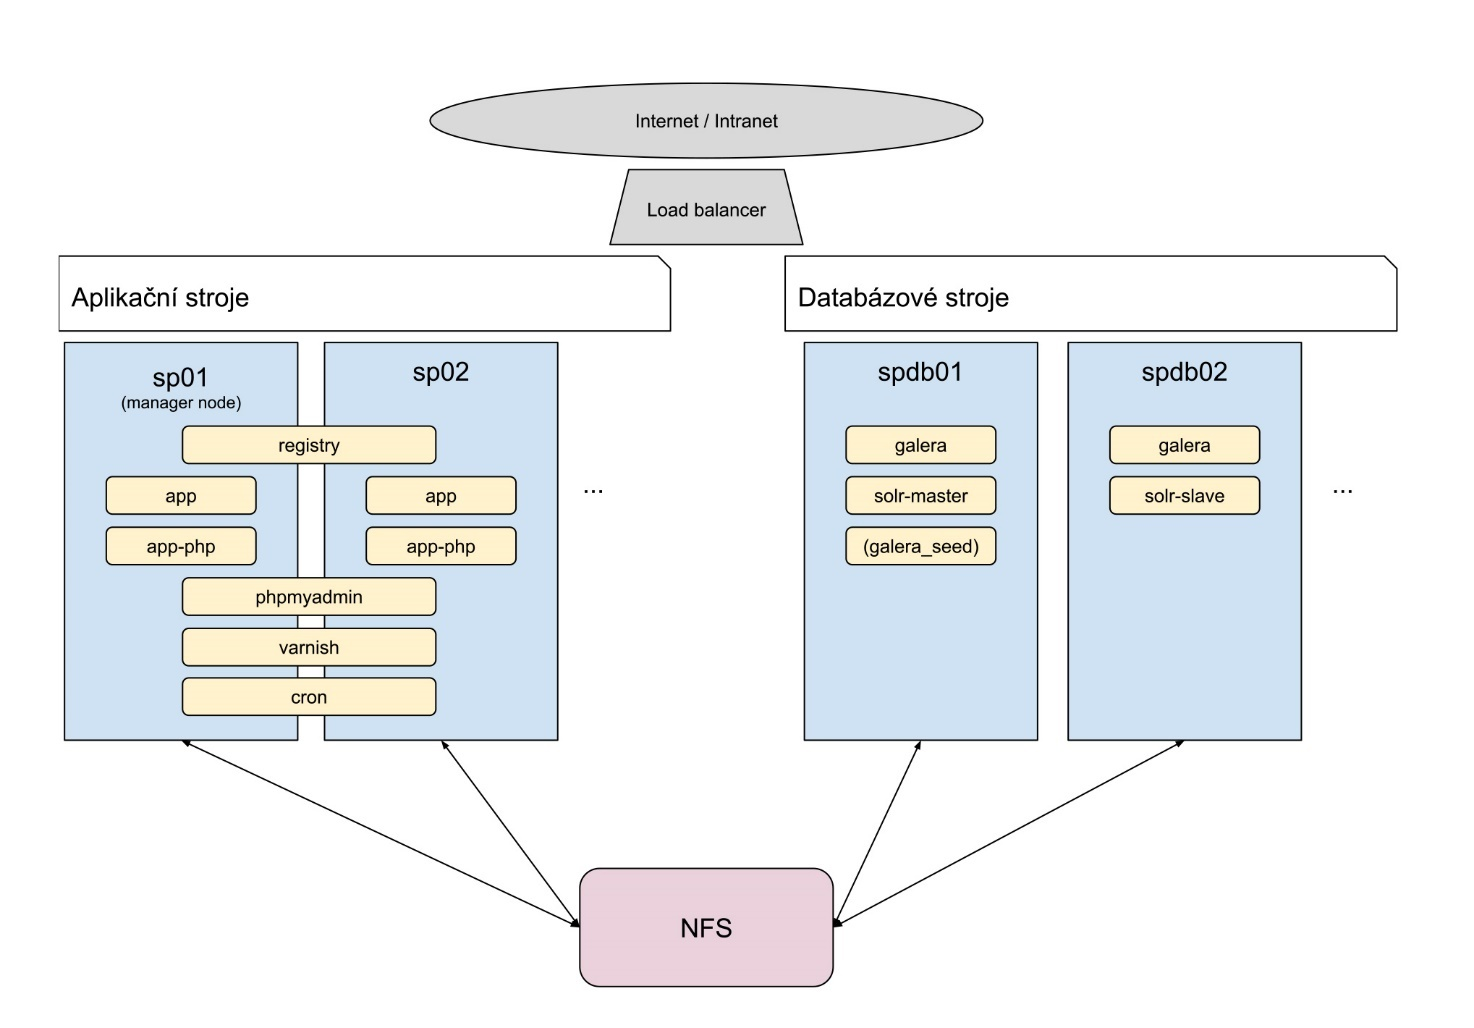 Internet / Intranet
Load balancer
Aplikační stroje
Databázové stroje
sp01
(manager node)
sp02
spdb01
spdb02
registry
app
app
...
app-php
app-php
phpmyadmin
varnish
cron
galera
galera
solr-master
solr-slave
...
(galera_seed)
NFS